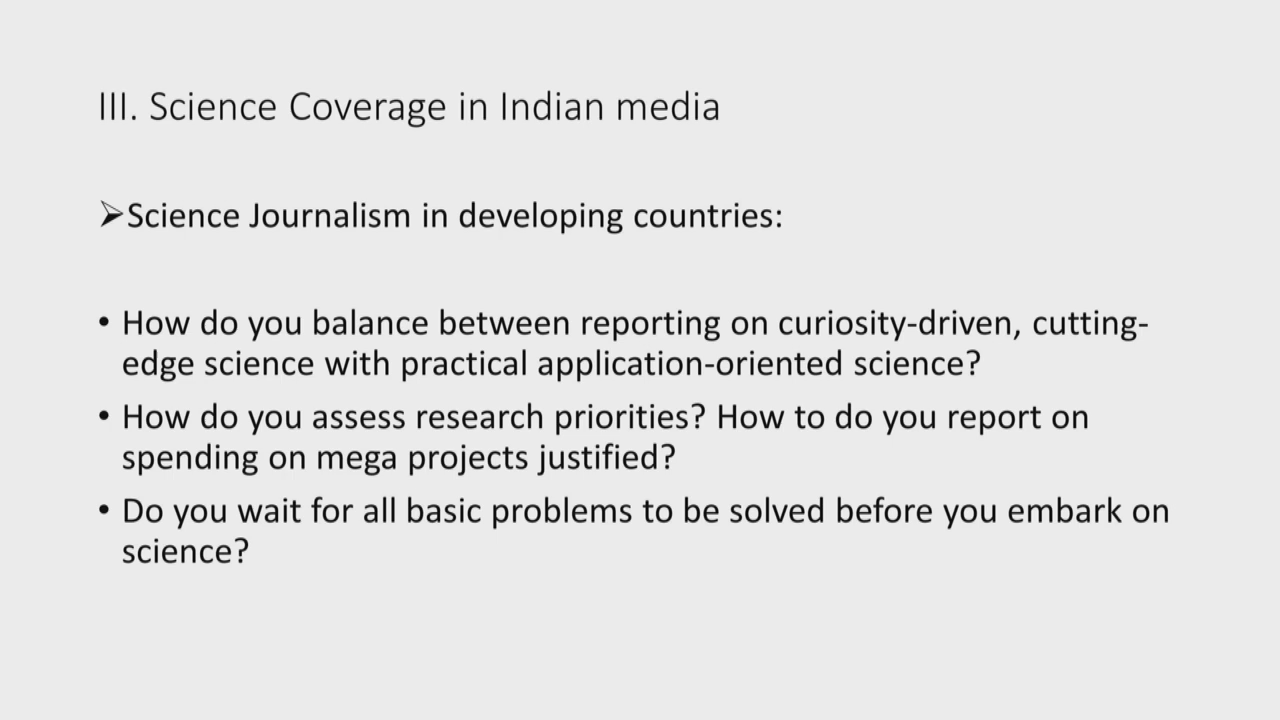 III. Science Coverage in Indian media
➢Science Journalism in developing countries:
• How do you balance between reporting on curiosity-driven, cutting-
edge science with practical application-oriented science?
• How do you assess research priorities? How to do you report on
spending on mega projects justified?
• Do you wait for all basic problems to be solved before you embark on
science?